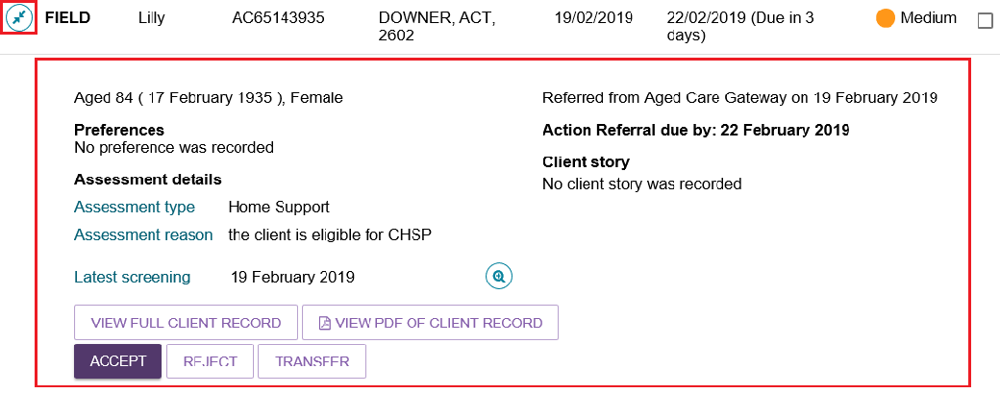 FIELD Lilly AC65143935 DOWNER, ACT, 19/02/2019 22/02/2019 (Due in 3 Medium
2602 days)
Aged 84 ( 17 February 1935 ), Female
Preferences
No preference was recorded
Assessment details
Assessment type Home Support
Assessment reason the client is eligible for CHSP
Latest screening 19 February 2019
VIEW FULL CLIENT RECORD VIEW PDF OF CLIENT RECORD
ACCEPT REJECT TRANSFER
Referred from Aged Care Gateway on 19 February 2019
Action Referral due by: 22 February 2019
Client story
No client story was recorded